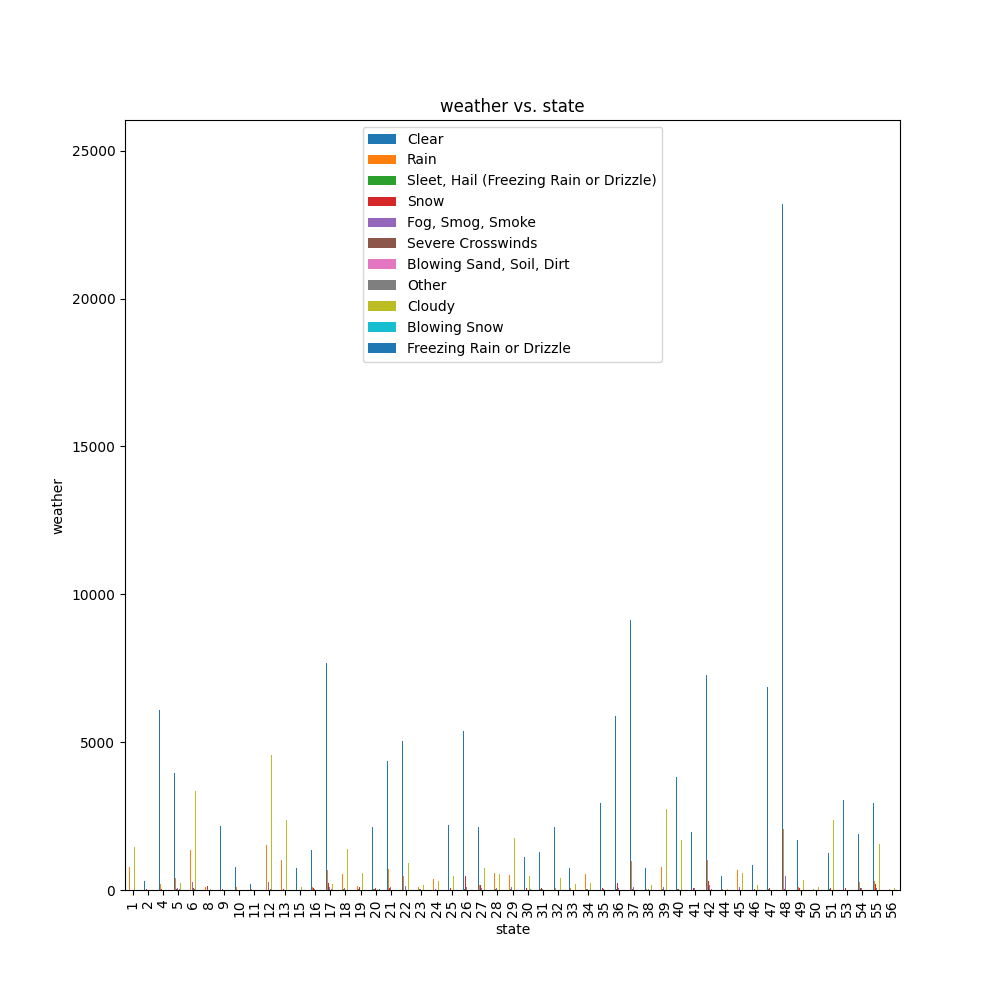 weather vs. state
25000
20000
15000
10000
5000
0
weather
Clear
Rain
Sleet, Hail (Freezing Rain or Drizzle)
Snow
Fog, Smog, Smoke
Severe Crosswinds
Blowing Sand, Soil, Dirt
Other
Cloudy
Blowing Snow
Freezing Rain or Drizzle
1 2 4 5 6 8 9 10 11 12 13 15 16 17 18 19 20 21 22 23 24 25 26 27 28 29 30 31 32 33 34 35 36 37 38 39 40 41 42 44 45 46 47 48 49 50 51 53 54 55 56
state